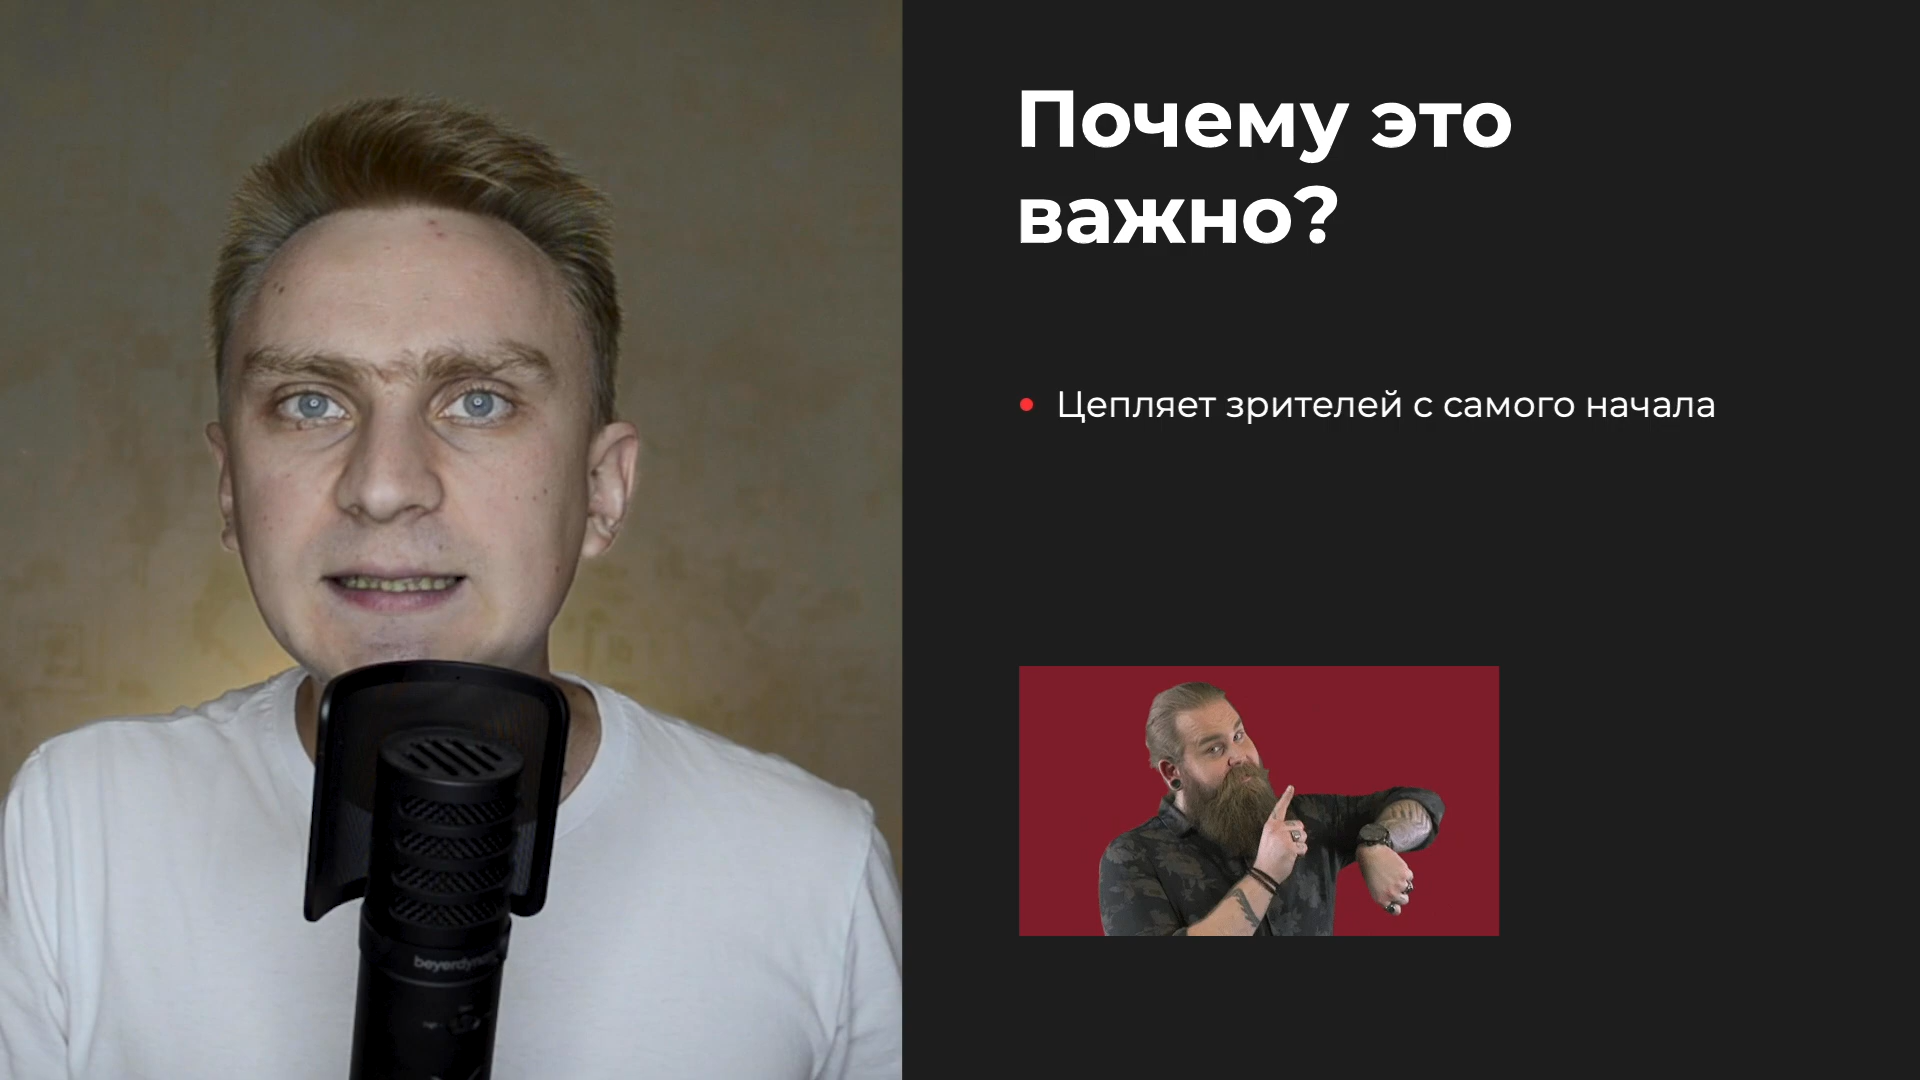 Почему это
важно?
Цепляет зрителей с самого начала